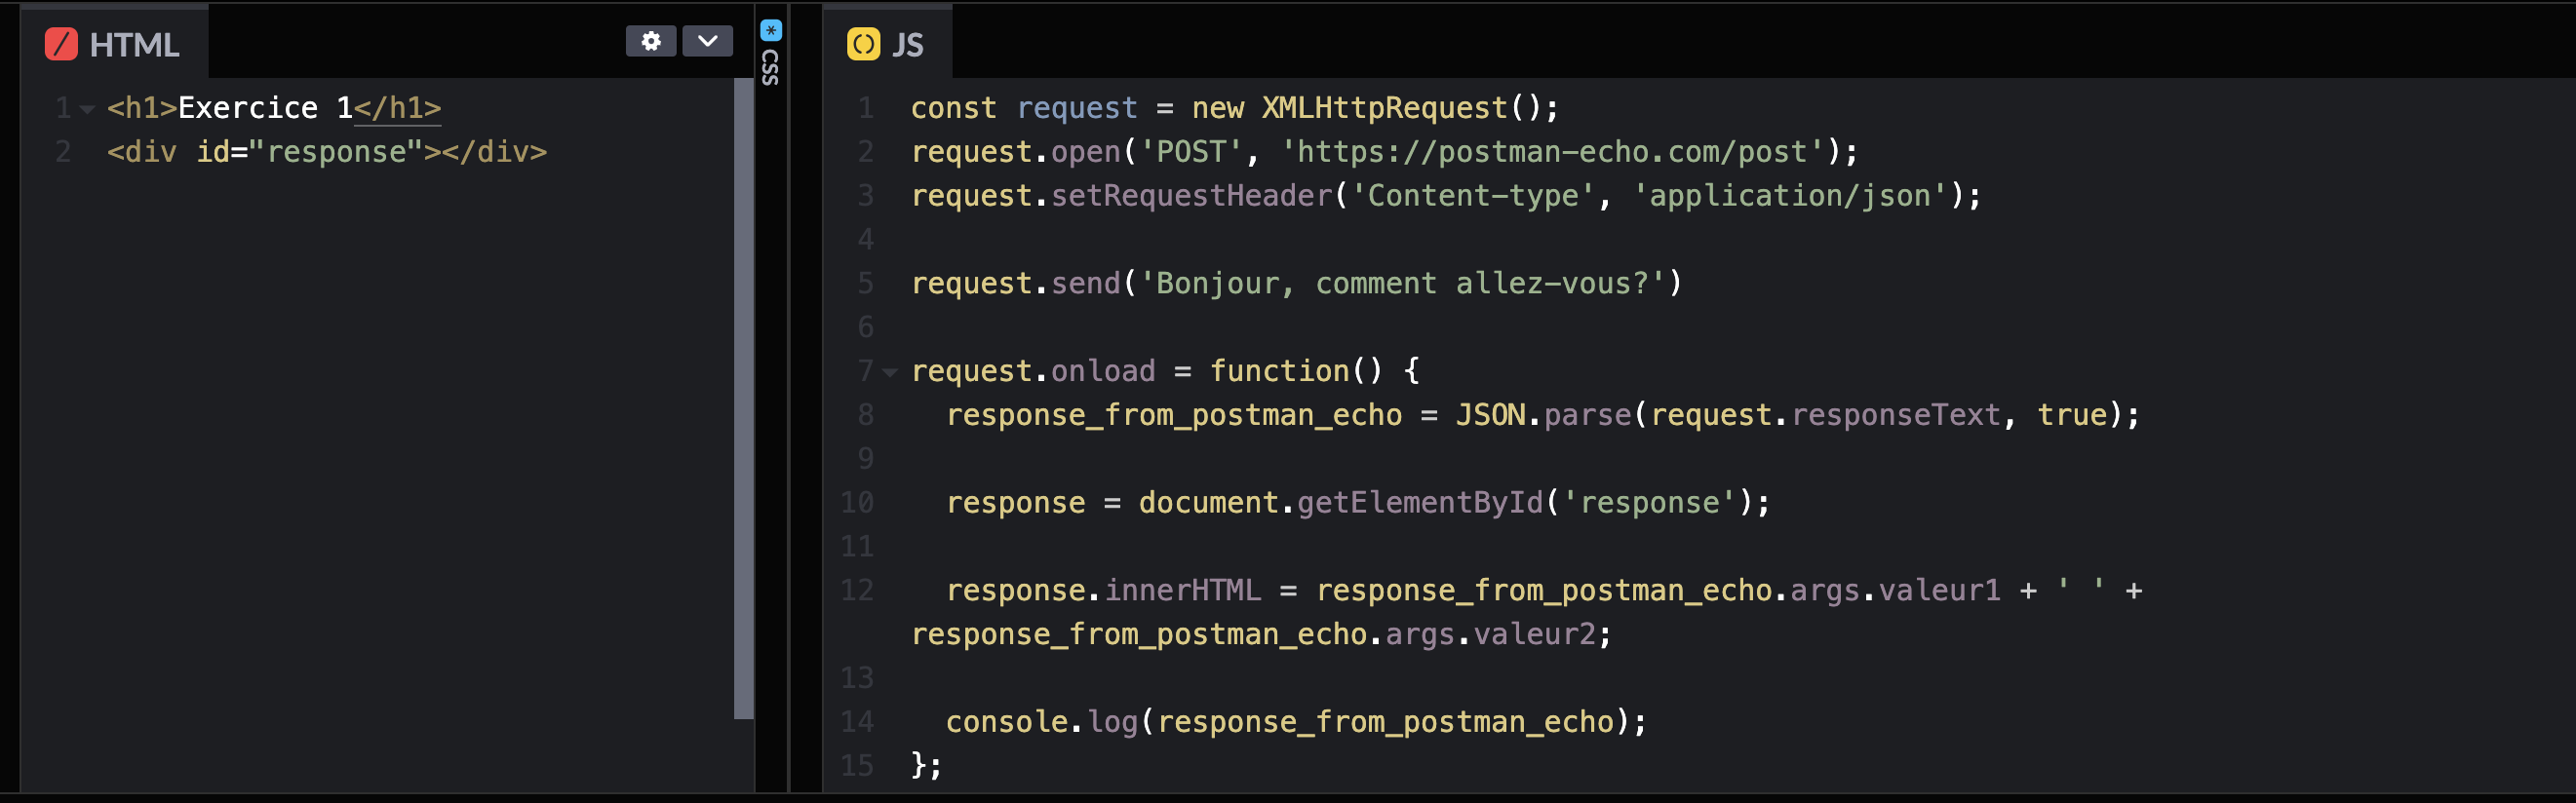 HTML
1 <h1>Exercice 1</h1>
2 <div id="response"></div>
* CSS
JS
1 const request = new XMLHttpRequest();
2 request.open('POST', 'https://postman-echo.com/post');
3 request.setRequestHeader('Content-type', 'application/json');
4
5 request.send('Bonjour, comment allez-vous?')
6
7 request.onload = function() {
8 response_from_postman_echo = JSON.parse(request.responseText, true);
9
10 response = document.getElementById('response');
11
12 response.innerHTML = response_from_postman_echo.args.valeur1 + ' ' +
response_from_postman_echo.args.valeur2;
13
14 console.log(response_from_postman_echo);
15 };